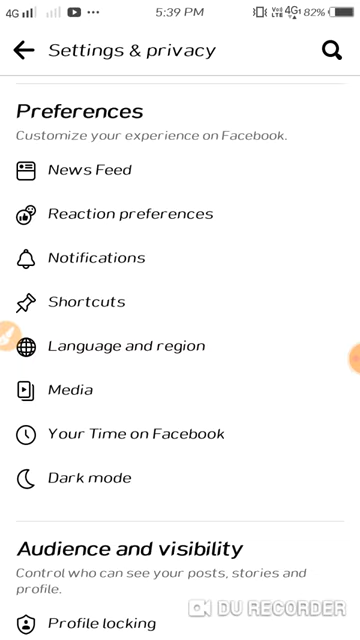 4G 5:39 PM Vo) LTE 4G 82%
Settings & privacy
Preferences
Customize your experience on Facebook.
News Feed
Reaction preferences
Notifications
Shortcuts
Language and region
Media
Your Time on Facebook
Dark mode
Audience and visibility
Control who can see your posts, stories and
profile.
Profile locking
DU RECORDER